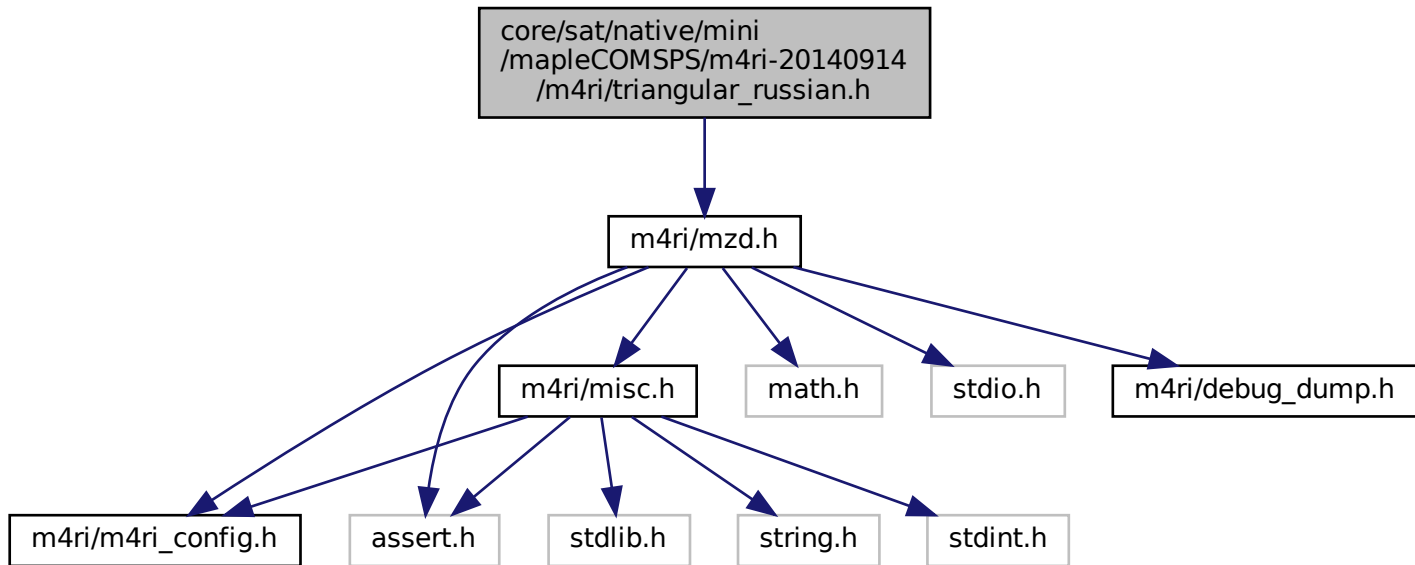 core/sat/native/mini
/mapleCOMSPS/m4ri-20140914
/m4ri/triangular_russian.h
m4ri/mzd.h
m4ri/misc.h
math.h
stdio.h
m4ri/debug_dump.h
m4ri/m4ri_config.h
assert.h
stdlib.h
string.h
stdint.h